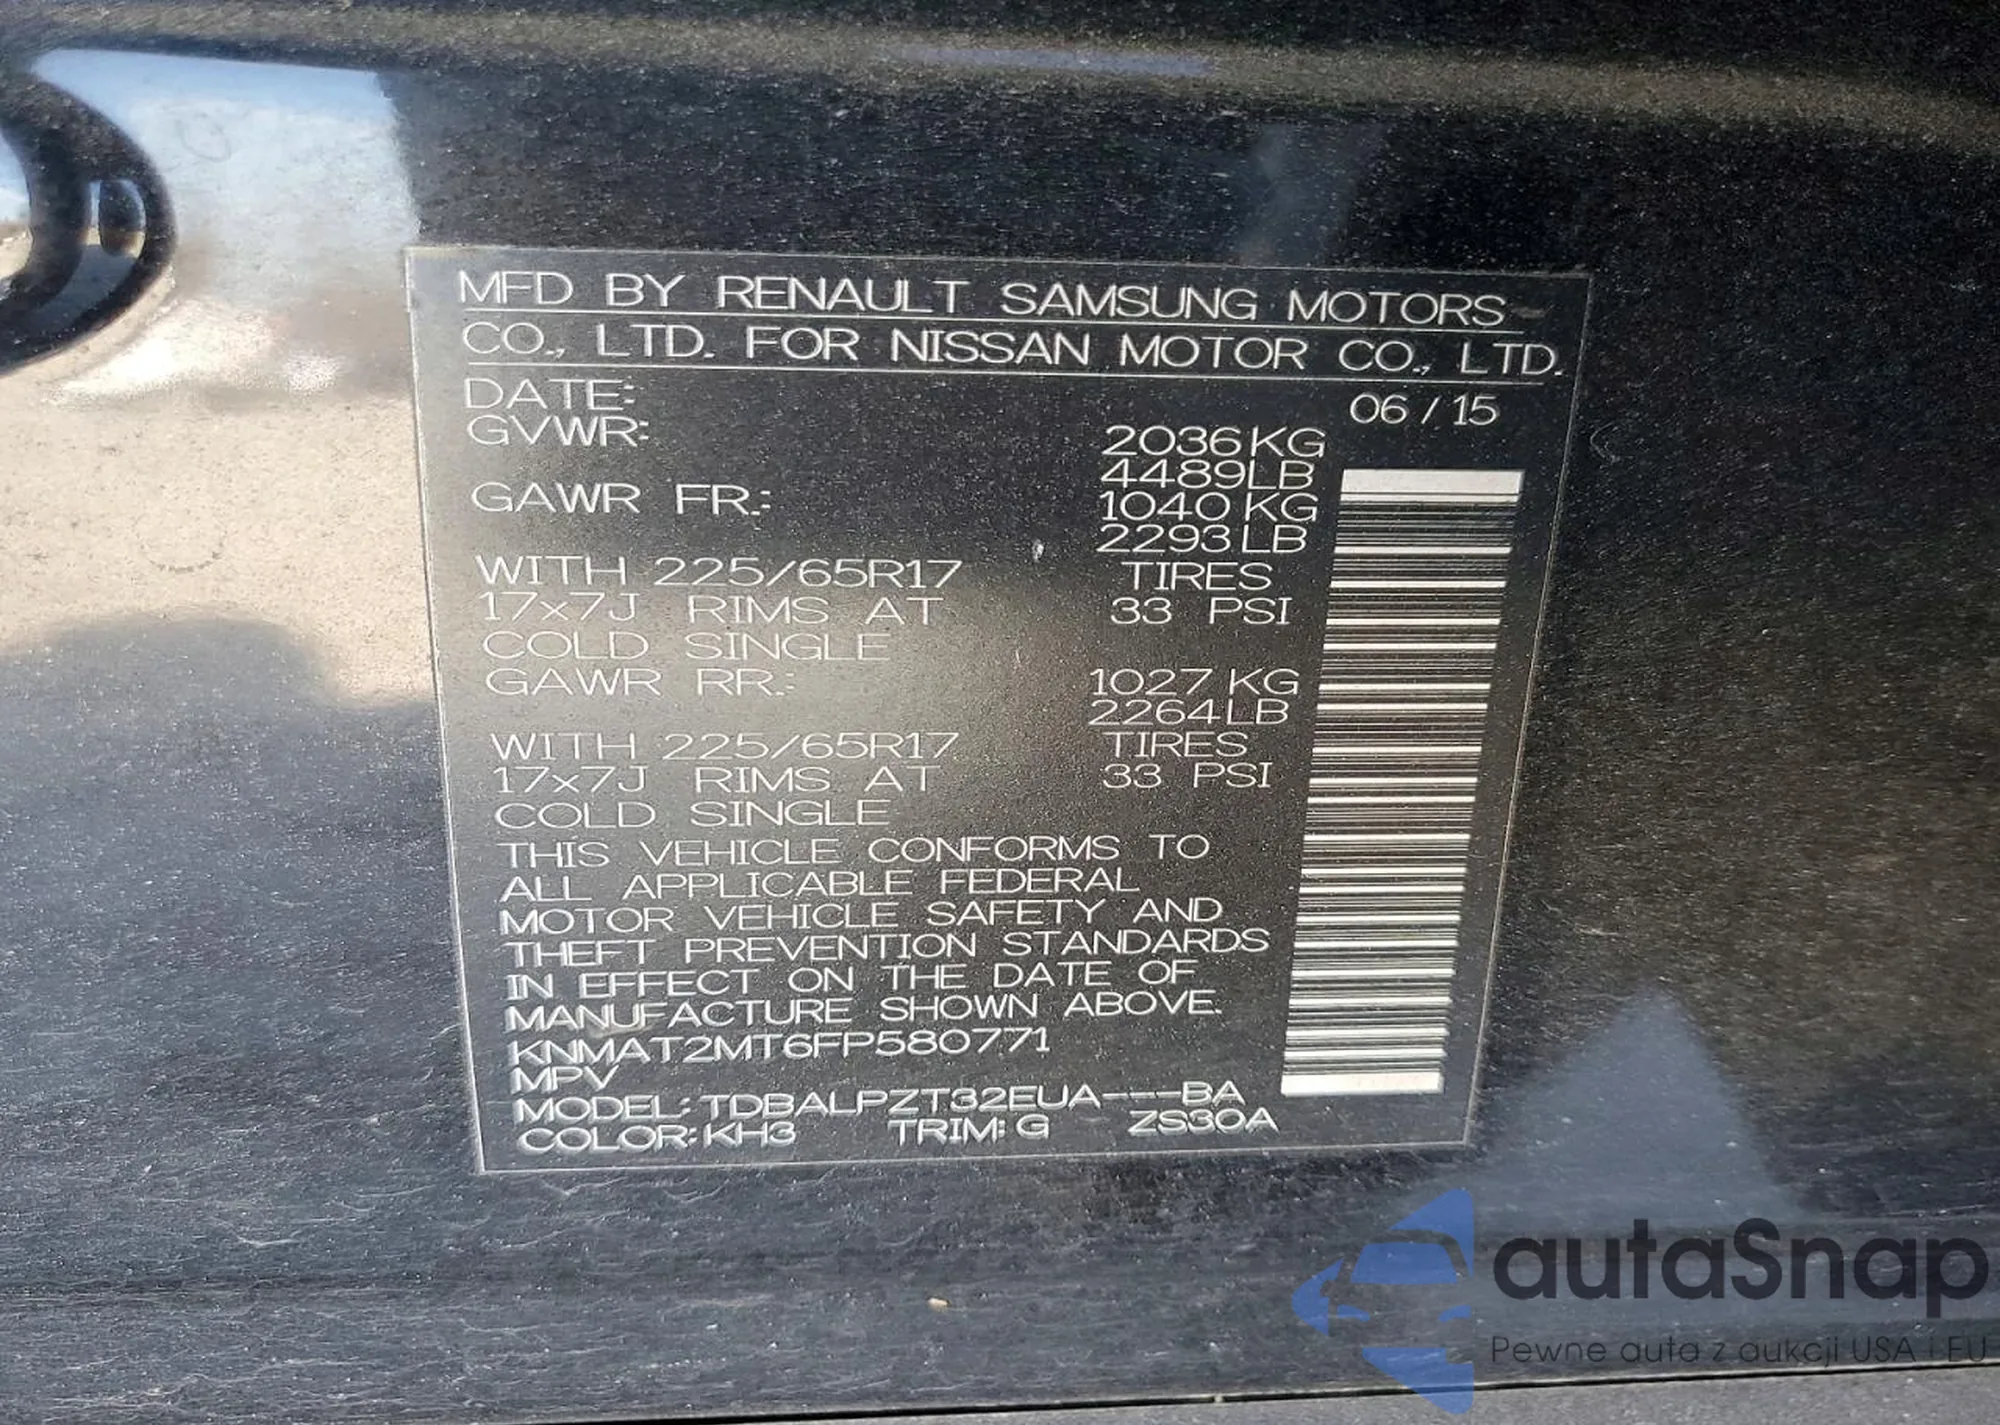 MFD BY RENAULT SAMSUNG MOTORS
CO., LTD. FOR NISSAN MOTOR CO., LTD.
DATE: 06 / 15
GVWR: 2036 KG
4489 LB
GAWR FR.: 1040 KG
2293 LB
WITH 225/65R17 TIRES
17x7J RIMS AT 33 PSI
COLD SINGLE
GAWR RR.: 1027 KG
2264 LB
WITH 225/65R17 TIRES
17x7J RIMS AT 33 PSI
COLD SINGLE
THIS VEHICLE CONFORMS TO
ALL APPLICABLE FEDERAL
MOTOR VEHICLE SAFETY AND
THEFT PREVENTION STANDARDS
IN EFFECT ON THE DATE OF
MANUFACTURE SHOWN ABOVE.
KNMAT2MT6FP580771
MPV
MODEL: TDBALPZT32EUA---BA
COLOR: KH3 TRIM: G ZS30A
autaSnap
Pewne auta z aukcji USA i EU